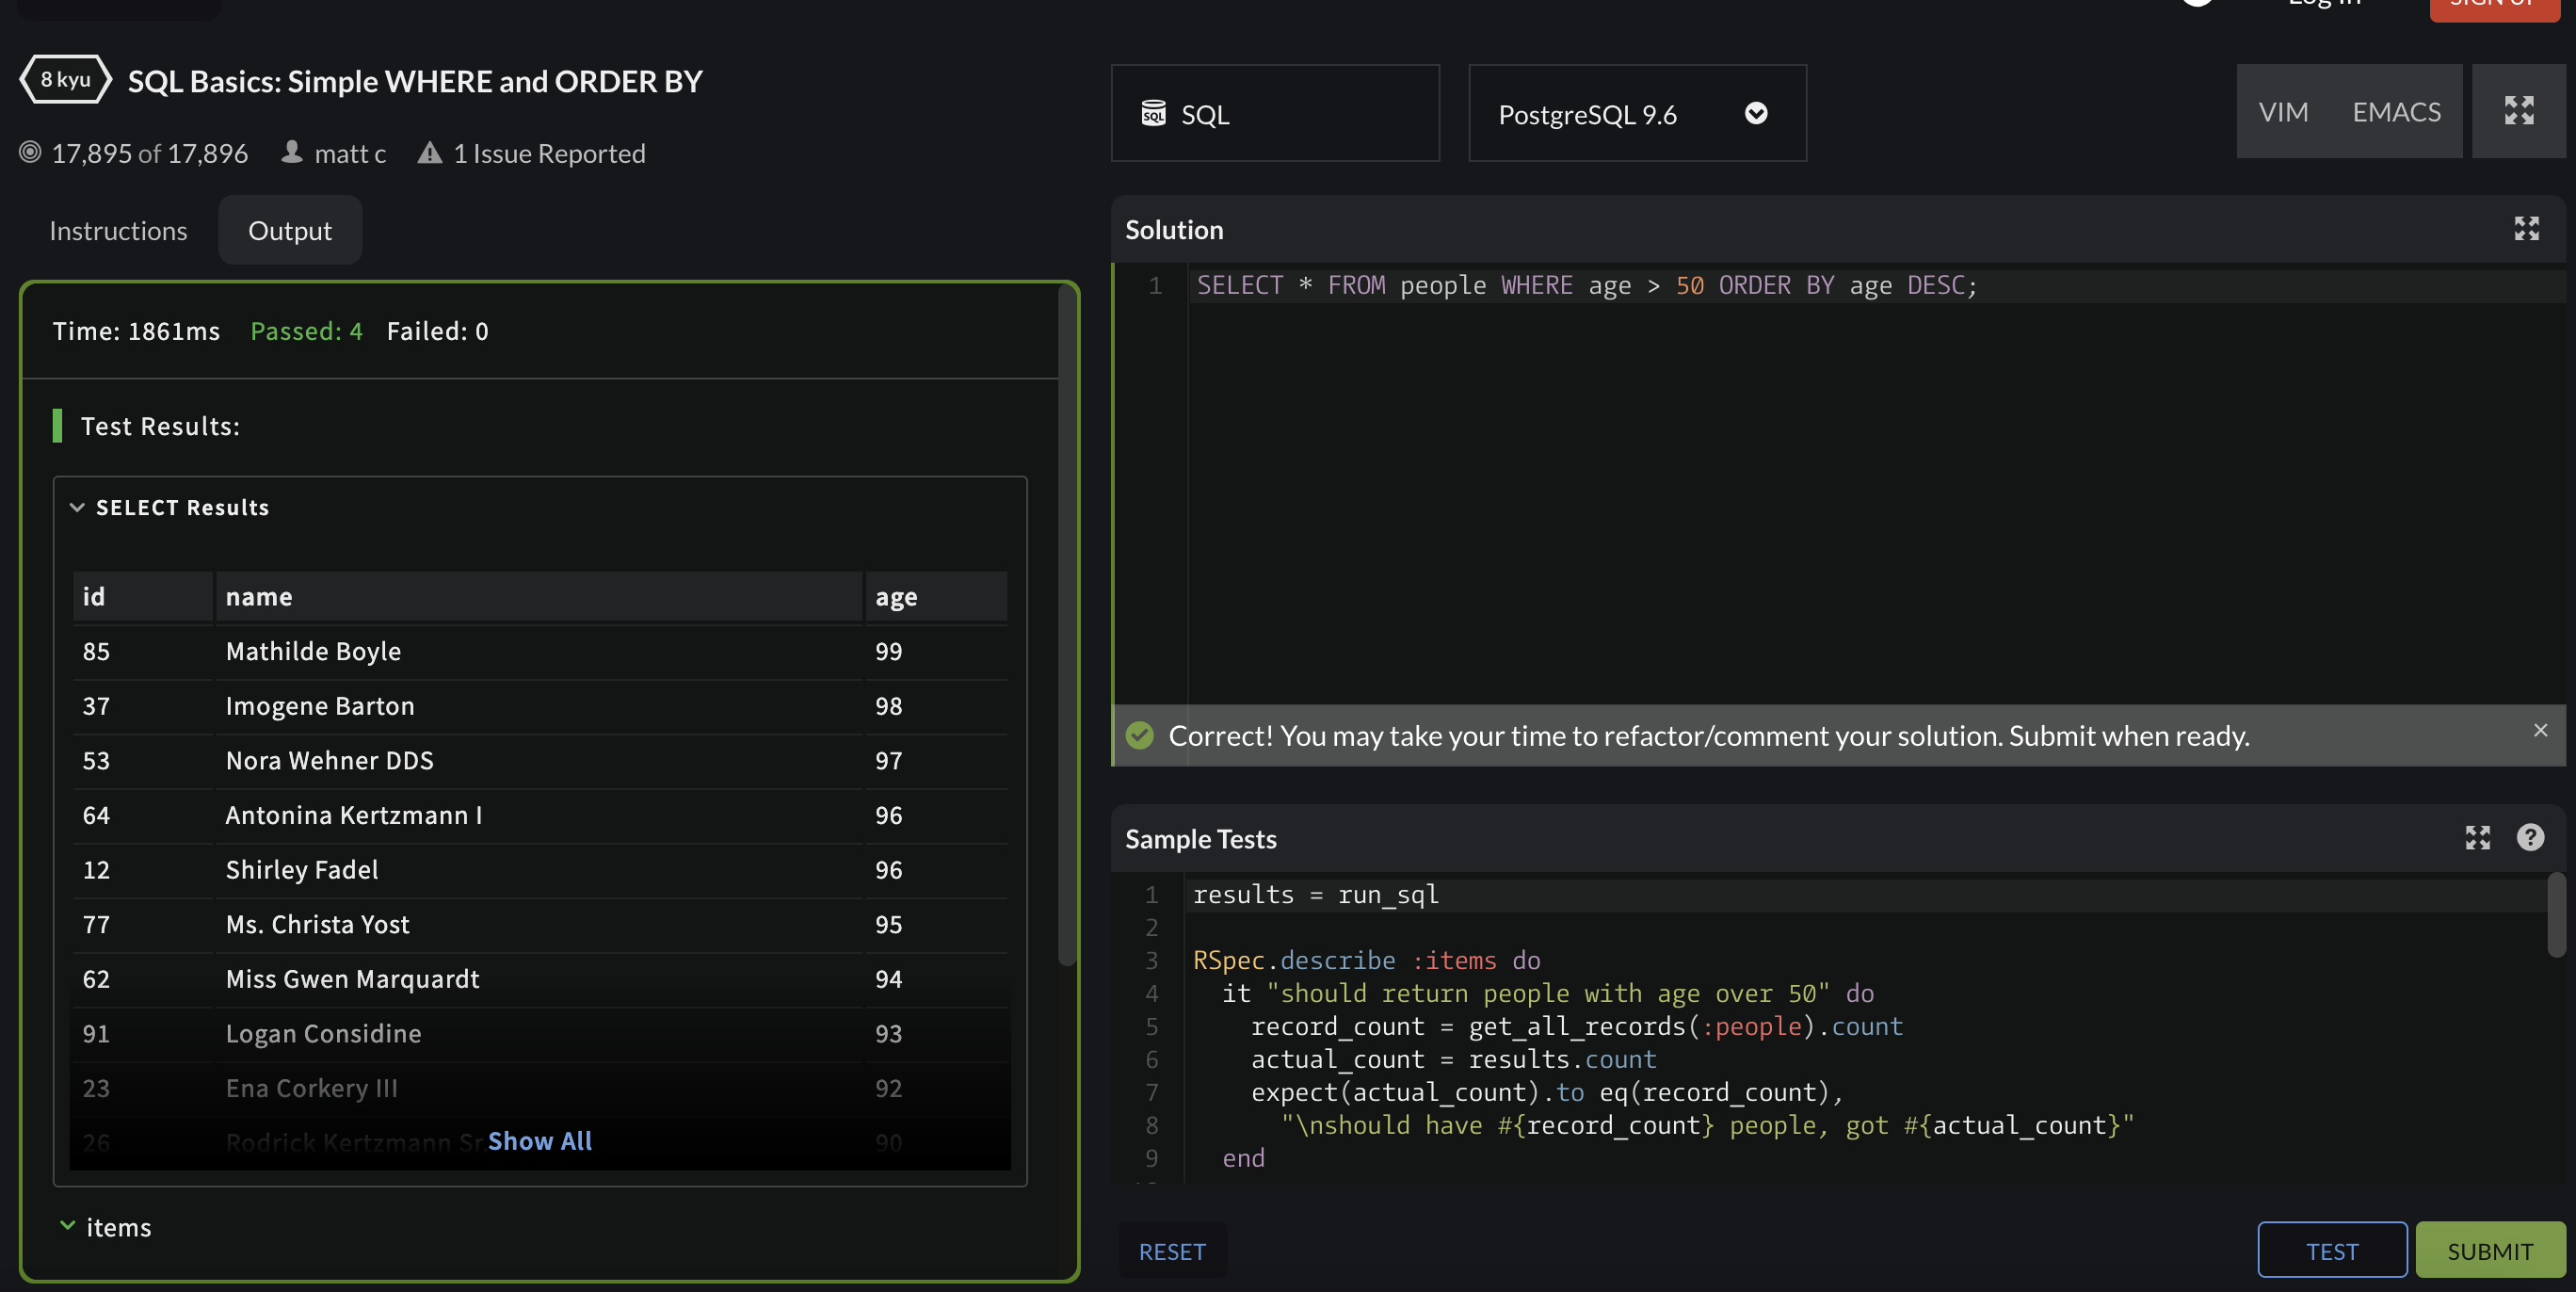 Log In
SIGN UP
8 kyu
SQL Basics: Simple WHERE and ORDER BY
17,895 of 17,896
matt c
1 Issue Reported
Instructions
Output
Time: 1861ms Passed: 4 Failed: 0
Test Results:
SELECT Results
id name age
85 Mathilde Boyle 99
37 Imogene Barton 98
53 Nora Wehner DDS 97
64 Antonina Kertzmann I 96
12 Shirley Fadel 96
77 Ms. Christa Yost 95
62 Miss Gwen Marquardt 94
91 Logan Considine 93
23 Ena Corkery III 92
26 Rodrick Kertzmann Sr. 90
Show All
items
SQL
SQL
PostgreSQL 9.6
VIM
EMACS
Solution
1 SELECT * FROM people WHERE age > 50 ORDER BY age DESC;
Correct! You may take your time to refactor/comment your solution. Submit when ready.
Sample Tests
1 results = run_sql
2
3 RSpec.describe :items do
4 it "should return people with age over 50" do
5 record_count = get_all_records(:people).count
6 actual_count = results.count
7 expect(actual_count).to eq(record_count),
8 "\nshould have #{record_count} people, got #{actual_count}"
9 end
RESET
TEST
SUBMIT